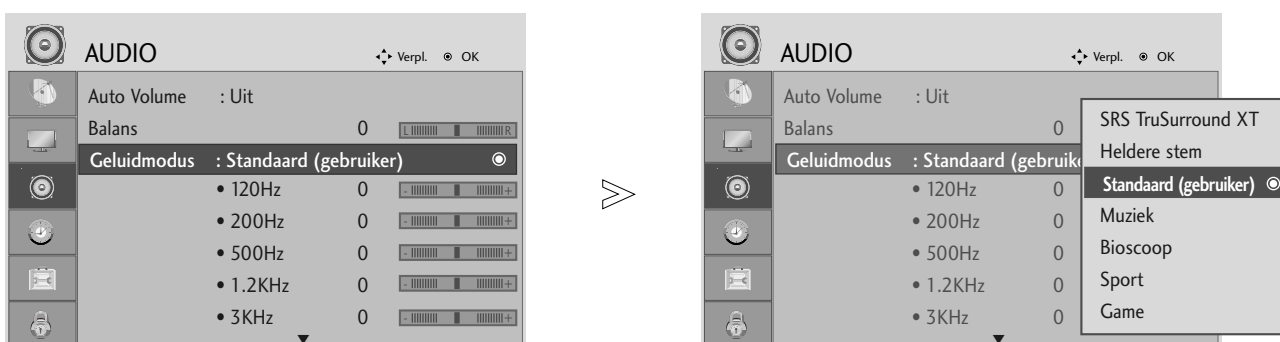 AUDIO
Verpl. OK
Auto Volume : Uit
Balans 0 L R
Geluidmodus : Standaard (gebruiker)
• 120Hz 0 - +
• 200Hz 0 - +
• 500Hz 0 - +
• 1.2KHz 0 - +
• 3KHz 0 - +
AUDIO
Verpl. OK
Auto Volume : Uit
Balans 0
Geluidmodus : Standaard (gebruik
• 120Hz 0
• 200Hz 0
• 500Hz 0
• 1.2KHz 0
• 3KHz 0
SRS TruSurround XT
Heldere stem
Standaard (gebruiker)
Muziek
Bioscoop
Sport
Game